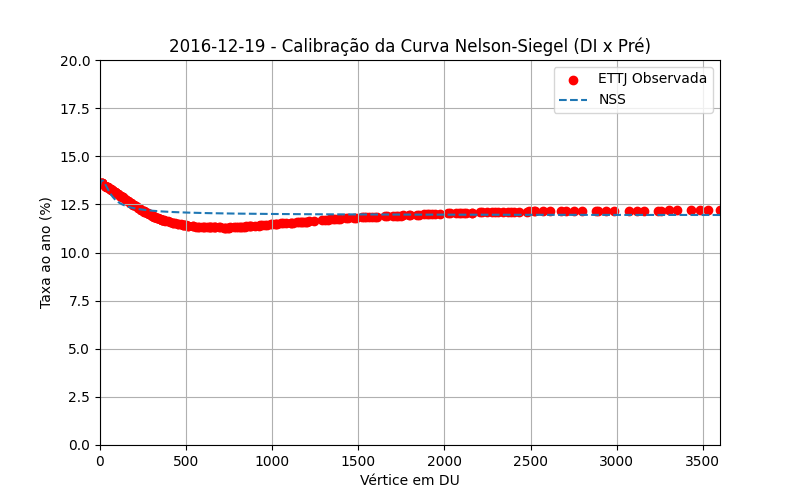 2016-12-19 - Calibração da Curva Nelson-Siegel (DI x Pré)
ETTJ Observada
NSS
20.0
17.5
15.0
12.5
10.0
7.5
5.0
2.5
0.0
Taxa ao ano (%)
0 500 1000 1500 2000 2500 3000 3500
Vértice em DU